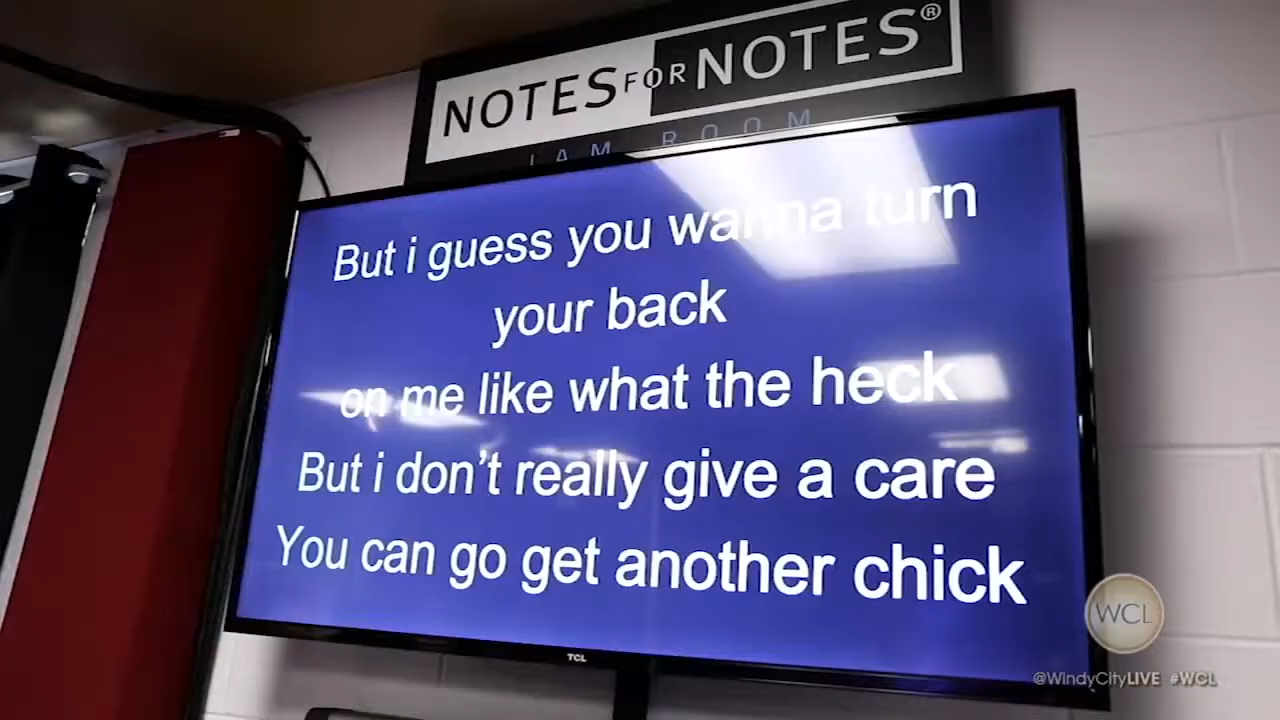 NOTES FOR NOTES®
JAM ROOM
But i guess you wanna turn
your back
on me like what the heck
But i don't really give a care
You can go get another chick
TCL
WCL
@WindyCityLIVE #WCL